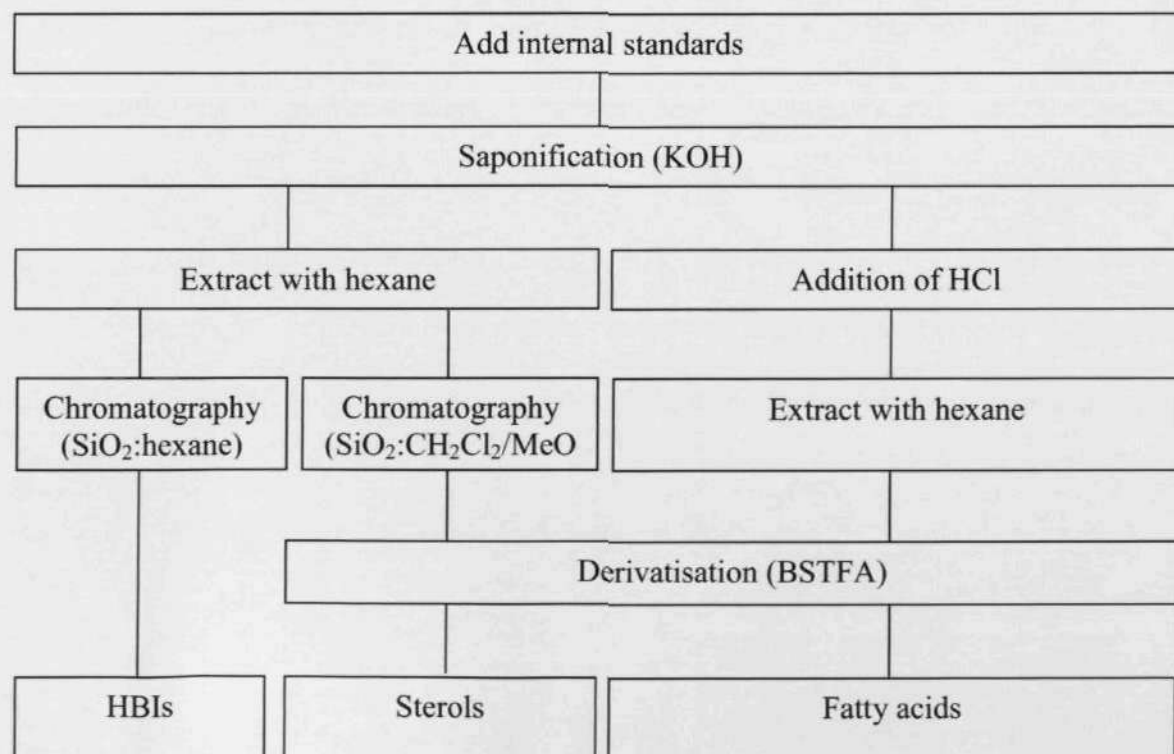 Add internal standards
Saponification (KOH)
Extract with hexane
Addition of HCl
Chromatography
(SiO₂:hexane)
Chromatography
(SiO₂:CH₂Cl₂/MeO
Extract with hexane
Derivatisation (BSTFA)
HBIs
Sterols
Fatty acids